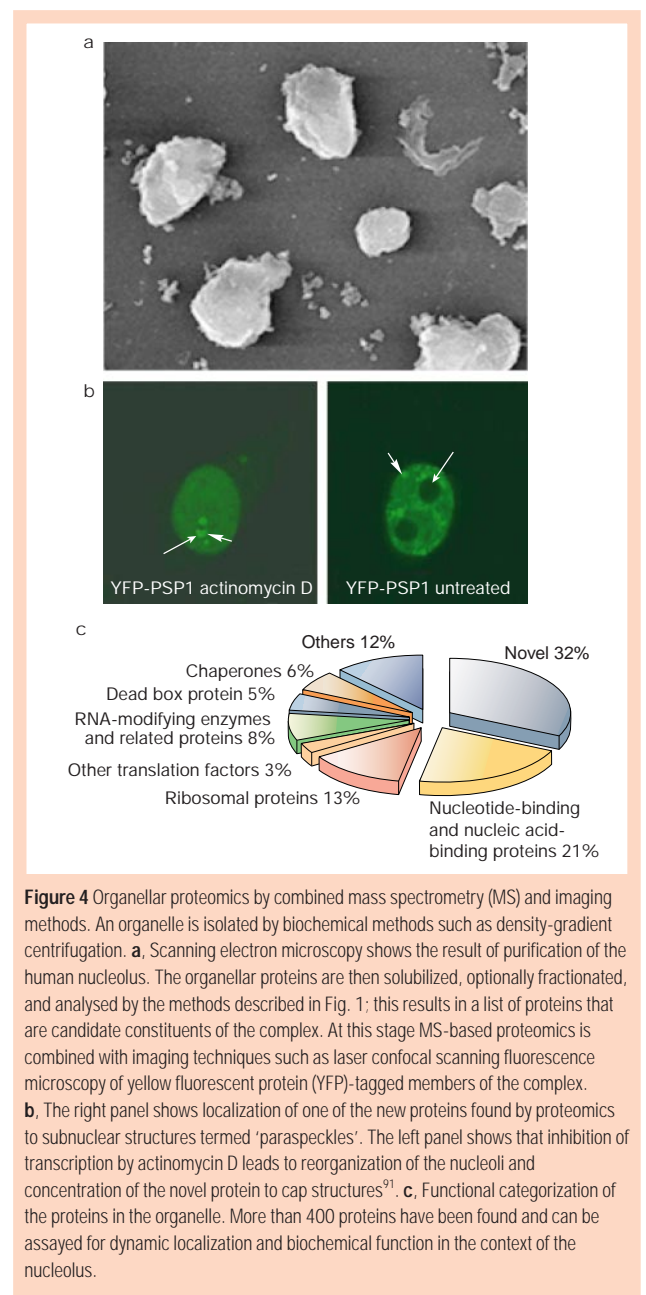 a
b
YFP-PSP1 actinomycin D
YFP-PSP1 untreated
c
Others 12%
Novel 32%
Chaperones 6%
Dead box protein 5%
RNA-modifying enzymes
and related proteins 8%
Other translation factors 3%
Ribosomal proteins 13%
Nucleotide-binding
and nucleic acid-
binding proteins 21%
Figure 4 Organellar proteomics by combined mass spectrometry (MS) and imaging
methods. An organelle is isolated by biochemical methods such as density-gradient
centrifugation. a, Scanning electron microscopy shows the result of purification of the
human nucleolus. The organellar proteins are then solubilized, optionally fractionated,
and analysed by the methods described in Fig. 1; this results in a list of proteins that
are candidate constituents of the complex. At this stage MS-based proteomics is
combined with imaging techniques such as laser confocal scanning fluorescence
microscopy of yellow fluorescent protein (YFP)-tagged members of the complex.
b, The right panel shows localization of one of the new proteins found by proteomics
to subnuclear structures termed 'paraspeckles'. The left panel shows that inhibition of
transcription by actinomycin D leads to reorganization of the nucleoli and
concentration of the novel protein to cap structures91. c, Functional categorization of
the proteins in the organelle. More than 400 proteins have been found and can be
assayed for dynamic localization and biochemical function in the context of the
nucleolus.